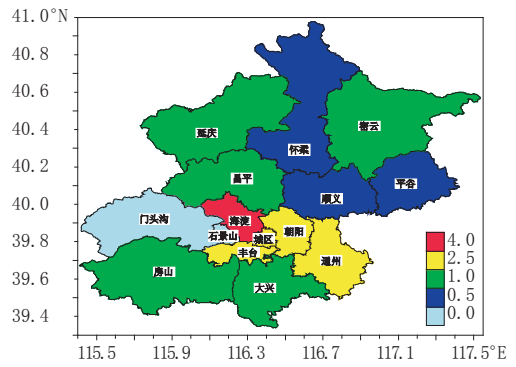 41.0°N
40.6
40.4
40.2
40.0
39.8
39.6
39.4
延庆
怀柔
密云
昌平
顺义
平谷
门头沟
海淀
石景山
城区
朝阳
丰台
通州
房山
大兴
4.0
2.5
1.0
0.5
0.0
115.5
115.9
116.3
116.7
117.1
117.5°E